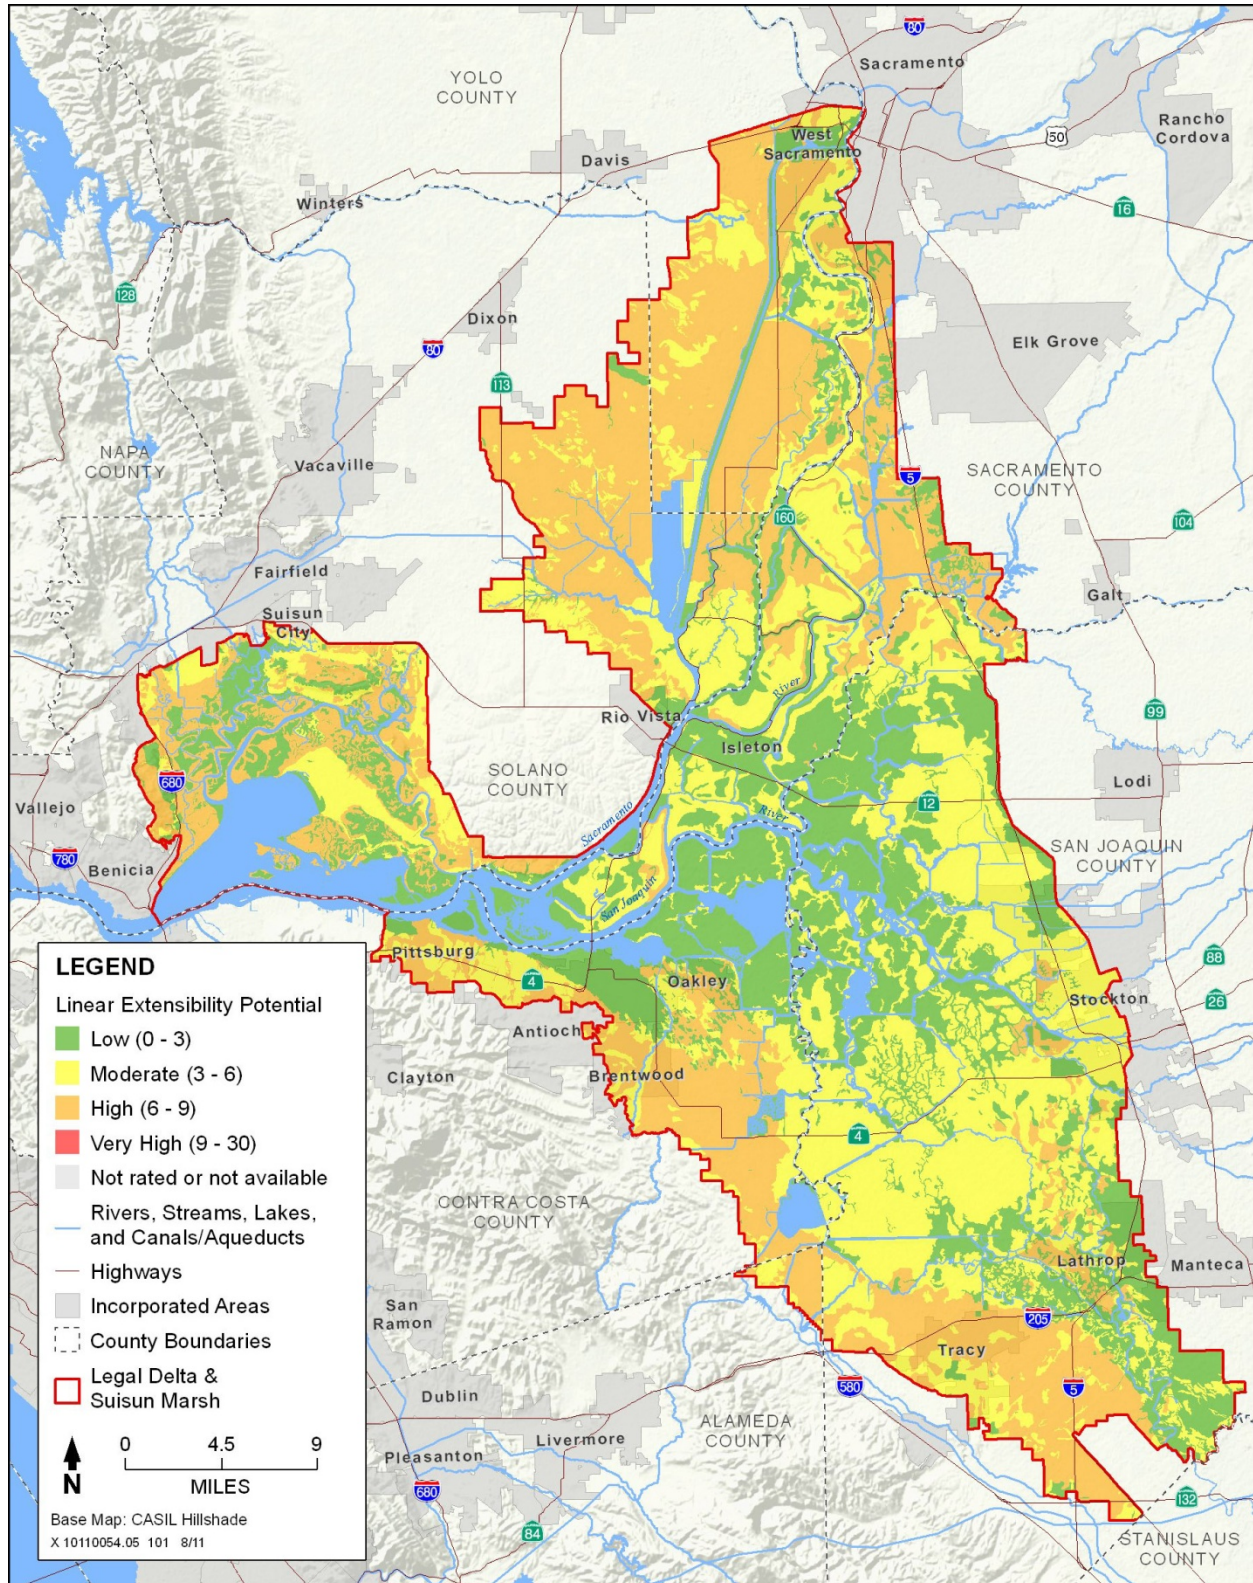 80
Sacramento
YOLO
COUNTY
Rancho
Cordova
West
Sacramento
50
Davis
Winters
16
128
Elk Grove
Dixon
80
113
NAPA
COUNTY
Vacaville
5
SACRAMENTO
COUNTY
160
104
Fairfield
Galt
Suisun
City
River
Rio Vista
99
Isleton
SOLANO
COUNTY
680
Lodi
Vallejo
12
Sacramento
River
780
Benicia
SAN JOAQUIN
COUNTY
San Joaquin
Pittsburg
88
4
Oakley
Stockton
26
Antioch
Clayton
Brentwood
4
CONTRA COSTA
COUNTY
Lathrop
Manteca
San
Ramon
205
Tracy
580
5
Dublin
ALAMEDA
COUNTY
Livermore
Pleasanton
680
132
84
STANISLAUS
COUNTY
LEGEND
Linear Extensibility Potential
Low (0 - 3)
Moderate (3 - 6)
High (6 - 9)
Very High (9 - 30)
Not rated or not available
Rivers, Streams, Lakes,
and Canals/Aqueducts
Highways
Incorporated Areas
County Boundaries
Legal Delta &
Suisun Marsh
0 4.5 9
N
MILES
Base Map: CASIL Hillshade
X 10110054.05 101 8/11